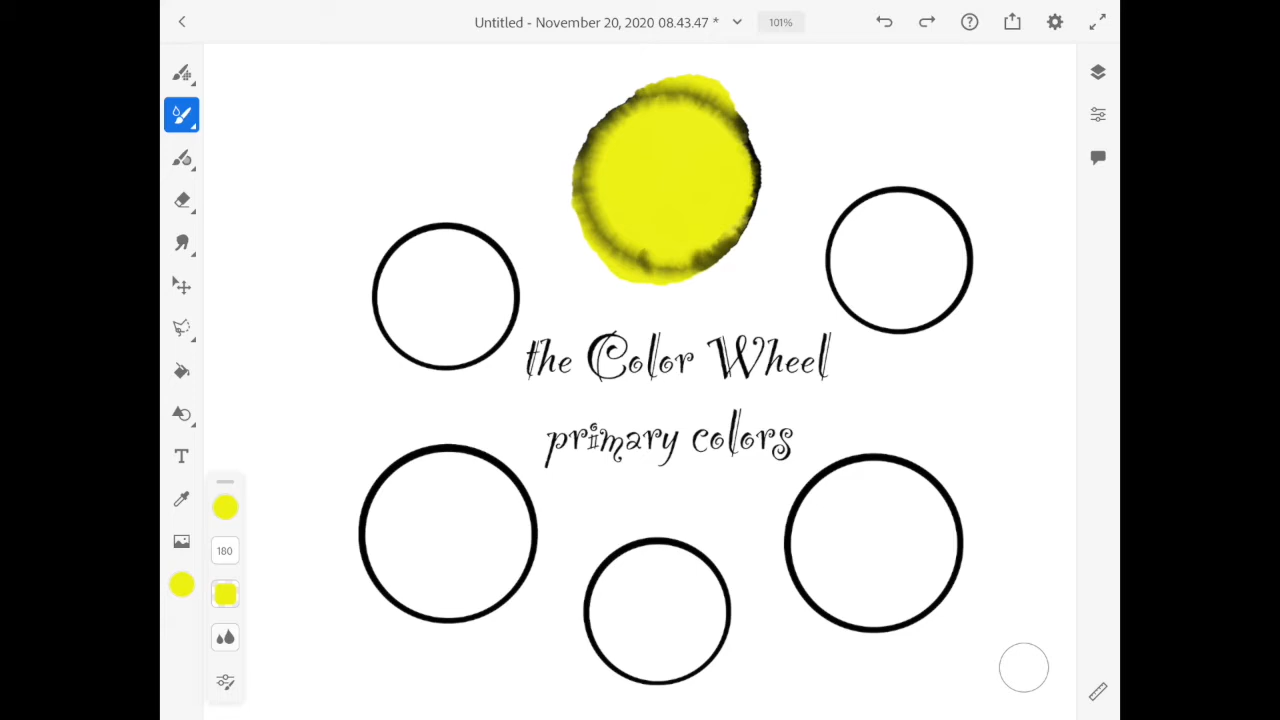 Untitled - November 20, 2020 08.43.47 *
101%
the Color Wheel
primary colors
T
180